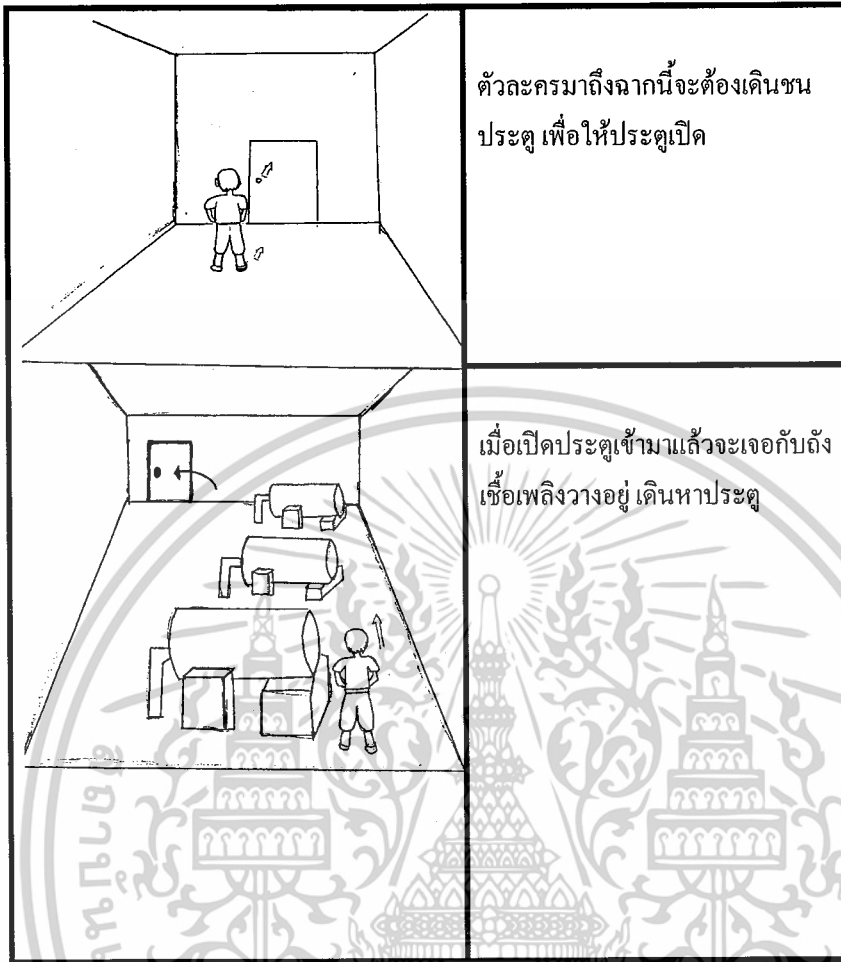 ตัวละครมาถึงฉากนี้จะต้องเดินชน
ประตู เพื่อให้ประตูเปิด
เมื่อเปิดประตูเข้ามาแล้วจะเจอกับถัง
เชื้อเพลิงวางอยู่ เดินหาประตู